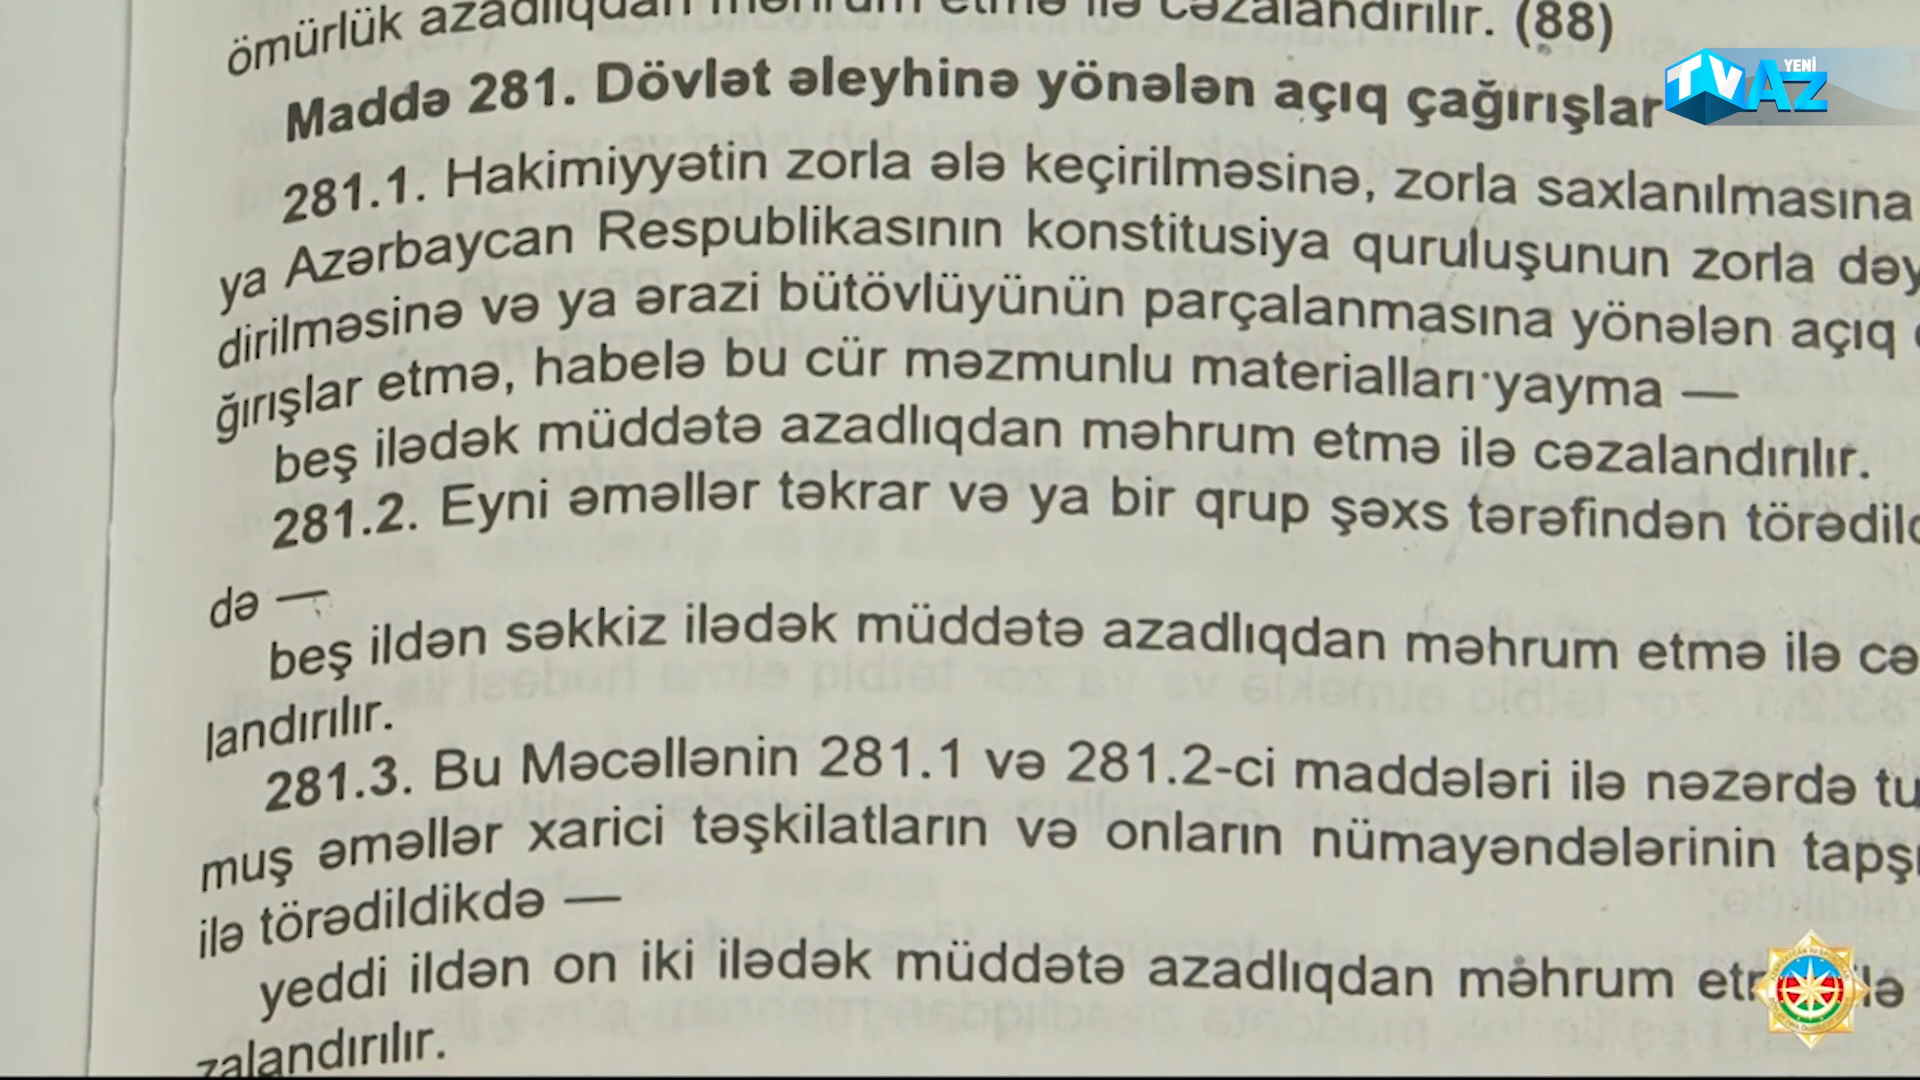 ömürlük azadlıqdan məhrum etmə ilə cəzalandırılır. (88)
Maddə 281. Dövlət əleyhinə yönələn açıq çağırışlar
281.1. Hakimiyyətin zorla ələ keçirilməsinə, zorla saxlanılmasına
ya Azərbaycan Respublikasının konstitusiya quruluşunun zorla dəy
dirilməsinə və ya ərazi bütövlüyünün parçalanmasına yönələn açıq
ğırışlar etmə, habelə bu cür məzmunlu materialları yayma —
beş ilədək müddətə azadlıqdan məhrum etmə ilə cəzalandırılır.
281.2. Eyni əməllər təkrar və ya bir qrup şəxs tərəfindən törədild
də —
beş ildən səkkiz ilədək müddətə azadlıqdan məhrum etmə ilə cə
landırılır.
281.3. Bu Məcəllənin 281.1 və 281.2-ci maddələri ilə nəzərdə tu
muş əməllər xarici təşkilatların və onların nümayəndələrinin tapşı
ilə törədildikdə —
yeddi ildən on iki ilədək müddətə azadlıqdan məhrum etmə ilə
zalandırılır.
YENİ
TV AZ